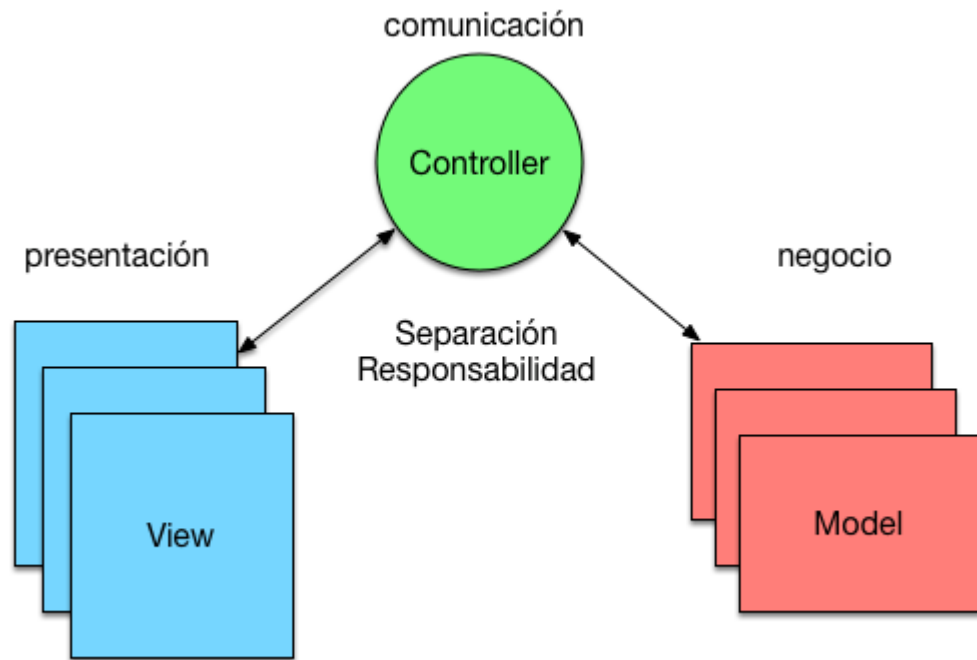 comunicación
Controller
presentación
negocio
Separación
Responsabilidad
View
Model